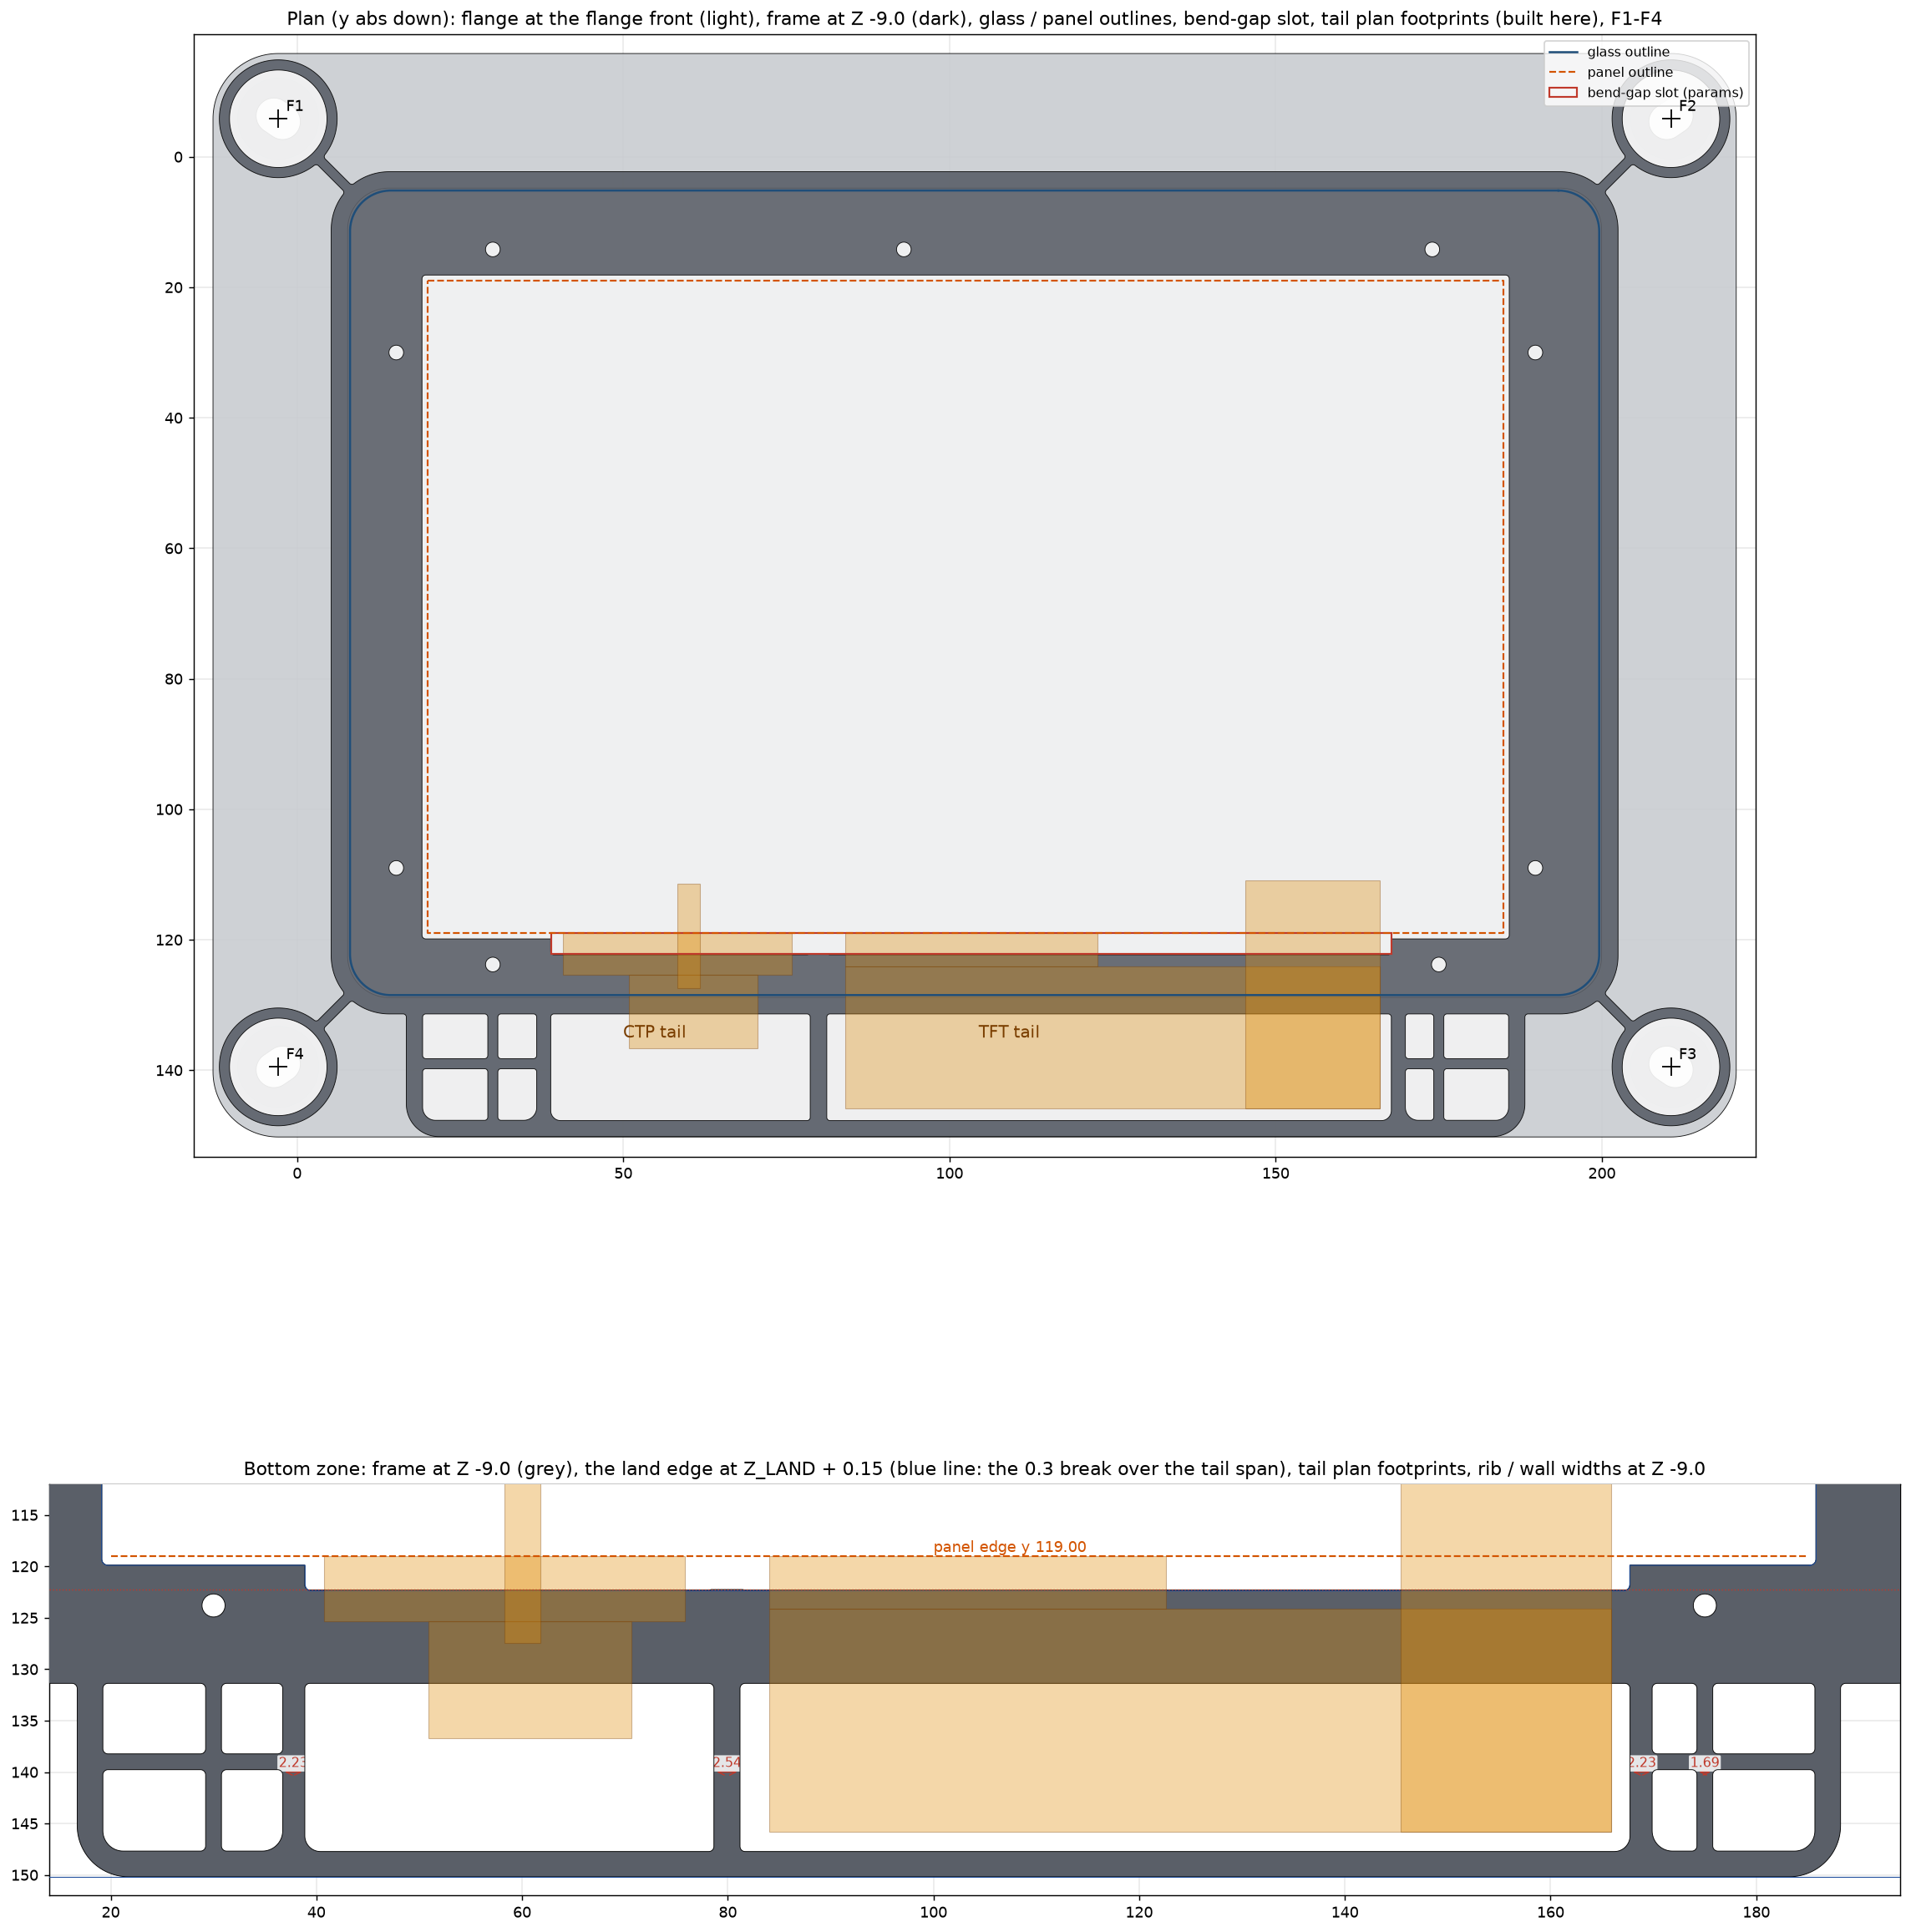 Plan (y abs down): flange at the flange front (light), frame at Z -9.0 (dark), glass / panel outlines, bend-gap slot, tail plan footprints (built here), F1-F4
glass outline
panel outline
bend-gap slot (params)
F1
F2
0
20
40
60
80
100
120
CTP tail
TFT tail
F4
F3
140
0
50
100
150
200
Bottom zone: frame at Z -9.0 (grey), the land edge at Z_LAND + 0.15 (blue line: the 0.3 break over the tail span), tail plan footprints, rib / wall widths at Z -9.0
115
panel edge y 119.00
120
125
130
135
2.23
2.54
2.23
1.69
140
145
150
20
40
60
80
100
120
140
160
180